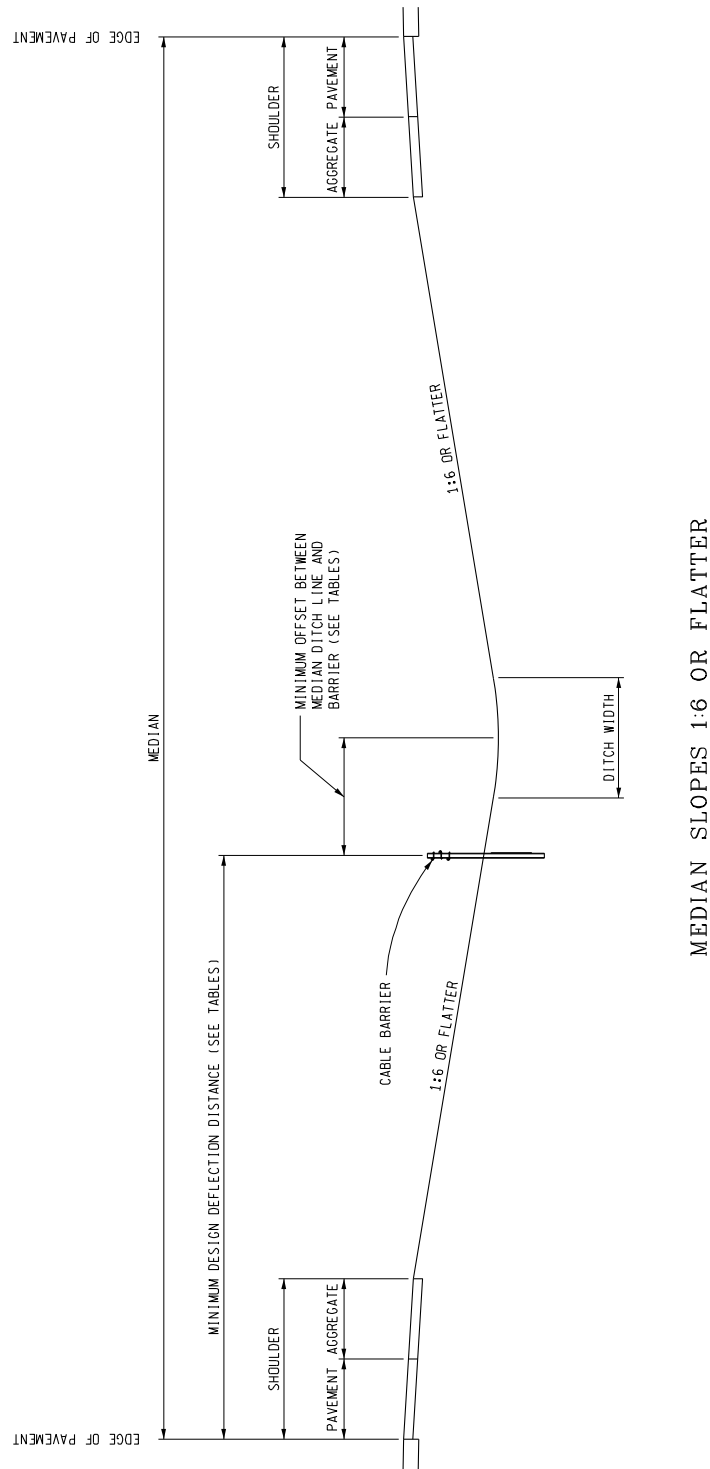 EDGE OF PAVEMENT
EDGE OF PAVEMENT
MEDIAN
MINIMUM DESIGN DEFLECTION DISTANCE (SEE TABLES)
SHOULDER
SHOULDER
PAVEMENT
AGGREGATE
AGGREGATE
PAVEMENT
MINIMUM OFFSET BETWEEN
MEDIAN DITCH LINE AND
BARRIER (SEE TABLES)
CABLE BARRIER
1:6 OR FLATTER
1:6 OR FLATTER
DITCH WIDTH
MEDIAN SLOPES 1:6 OR FLATTER